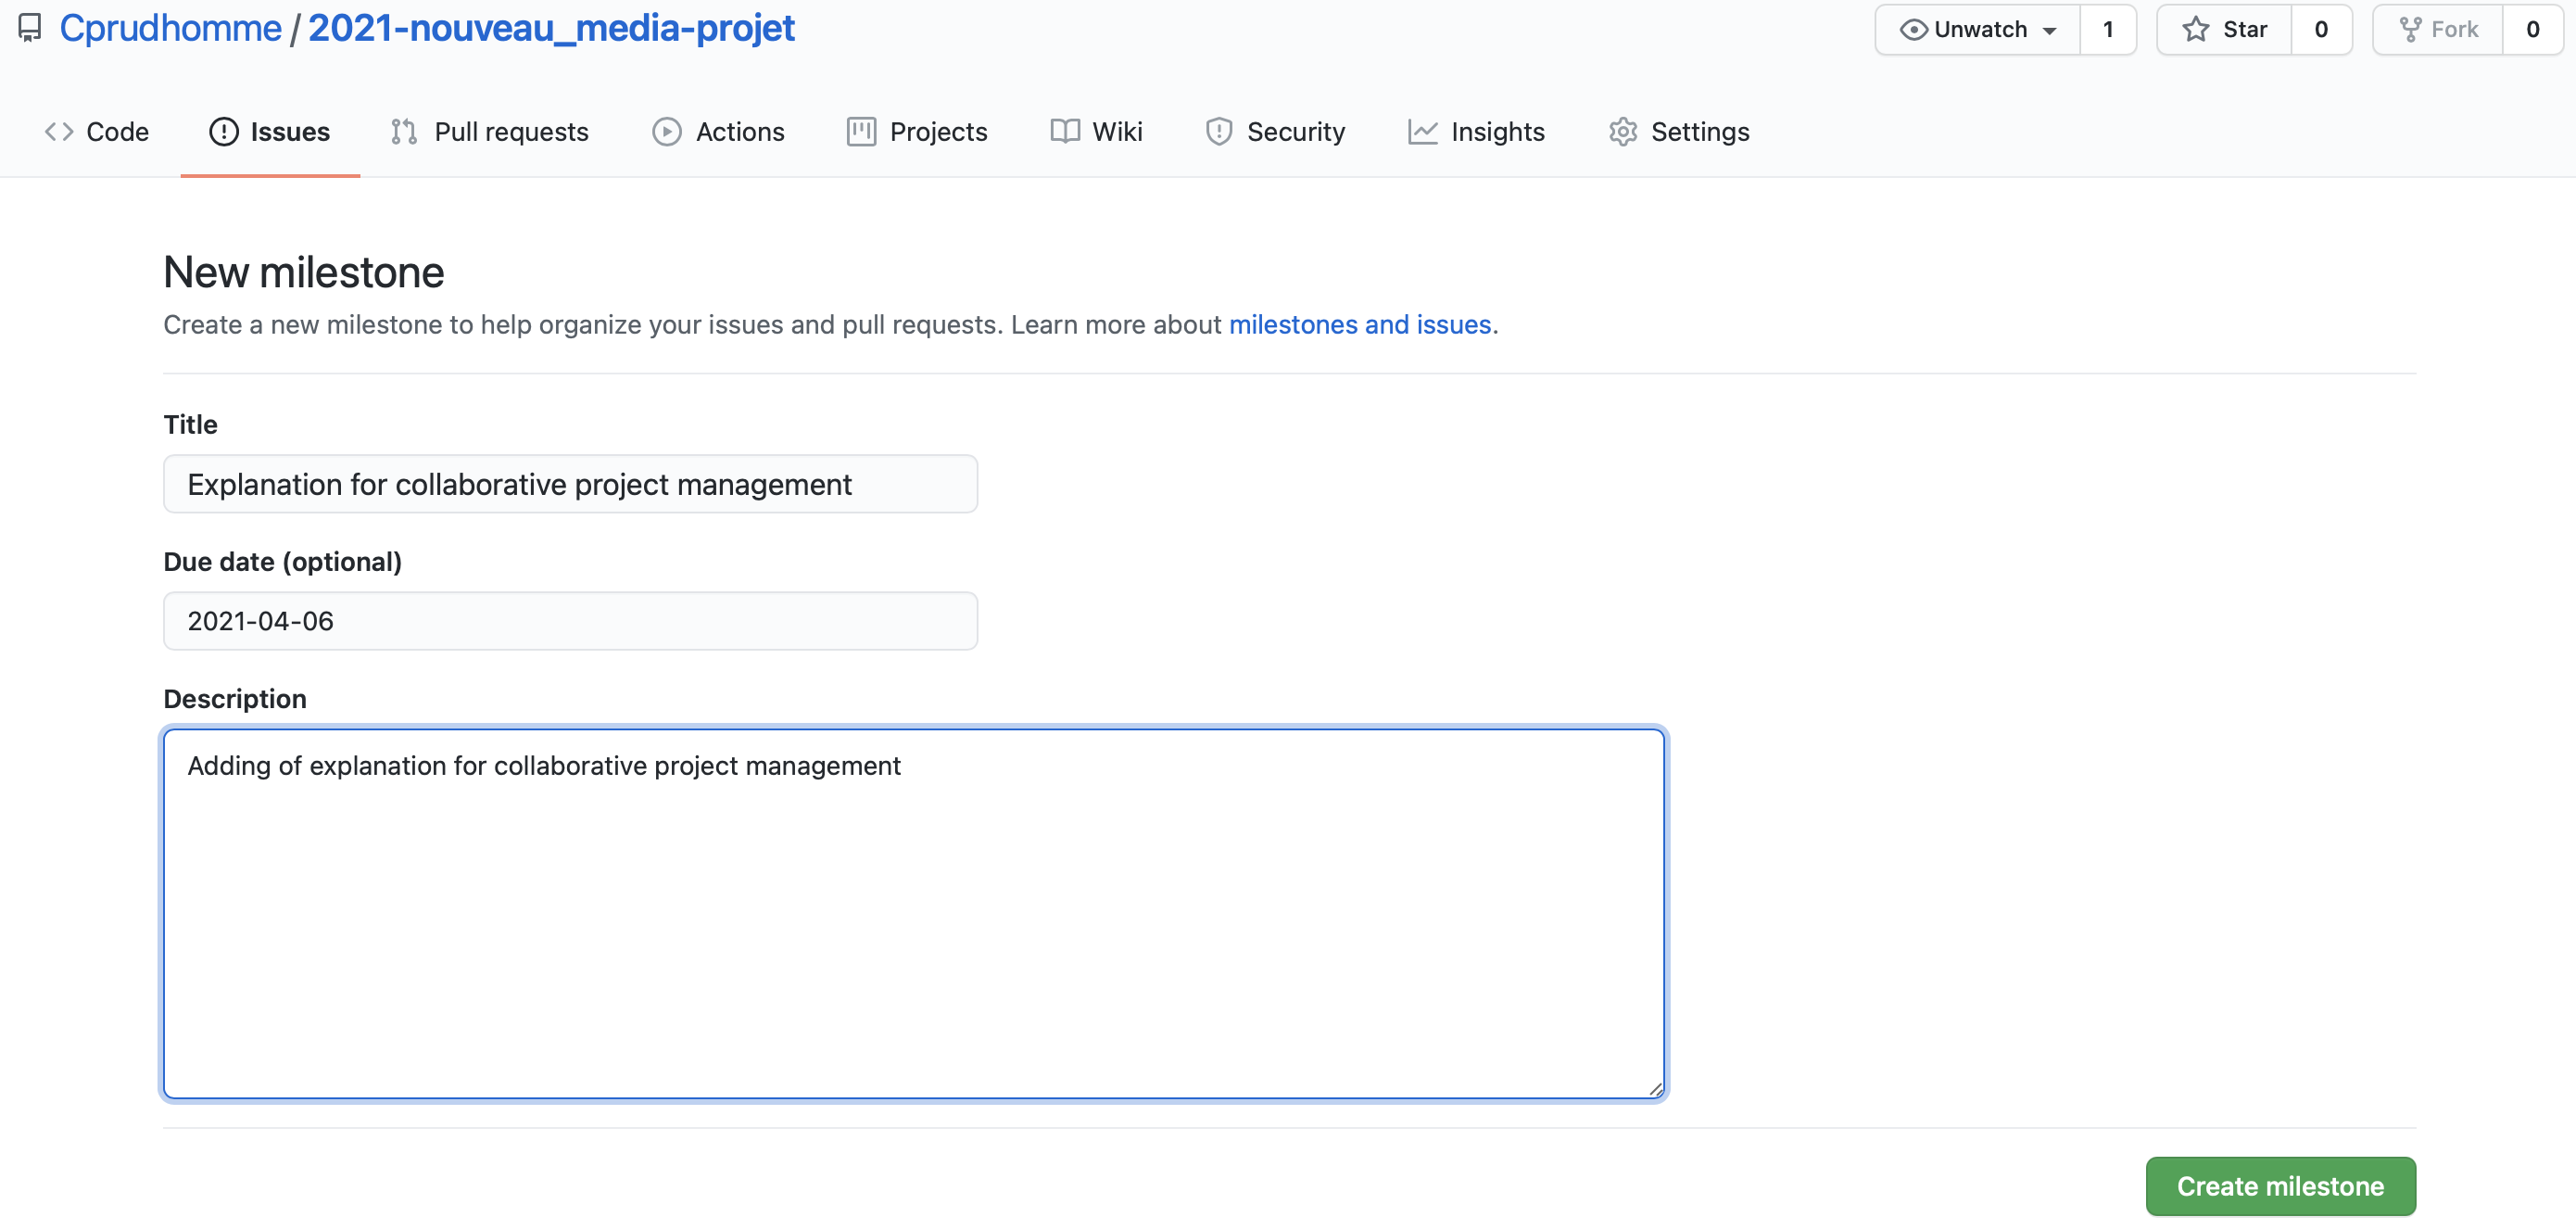 Cprudhomme / 2021-nouveau_media-projet
Unwatch 1 Star 0 Fork 0
Code Issues Pull requests Actions Projects Wiki Security Insights Settings
New milestone
Create a new milestone to help organize your issues and pull requests. Learn more about milestones and issues.
Title
Explanation for collaborative project management
Due date (optional)
2021-04-06
Description
Adding of explanation for collaborative project management
Create milestone